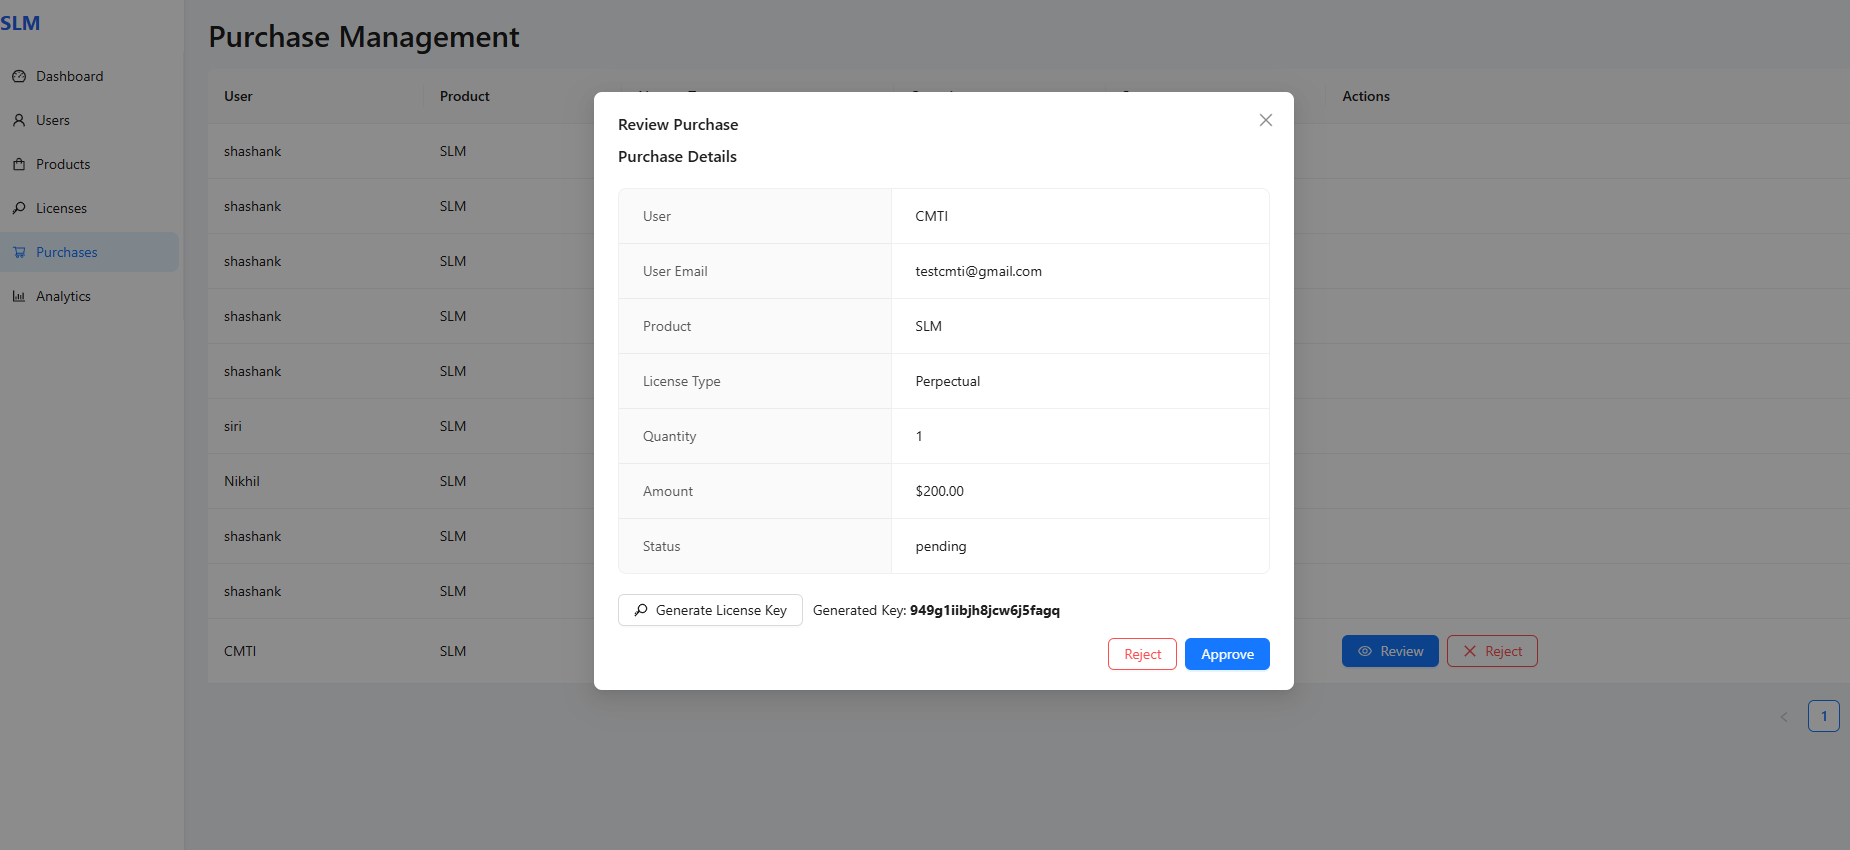 SLM
Dashboard
Users
Products
Licenses
Purchases
Analytics
Purchase Management
User Product Actions
shashank SLM
shashank SLM
shashank SLM
shashank SLM
shashank SLM
siri SLM
Nikhil SLM
shashank SLM
shashank SLM
CMTI SLM Review Reject
1
Review Purchase
Purchase Details
User CMTI
User Email testcmti@gmail.com
Product SLM
License Type Perpectual
Quantity 1
Amount $200.00
Status pending
Generate License Key Generated Key: 949g1iibjh8jcw6j5fagq
Reject Approve